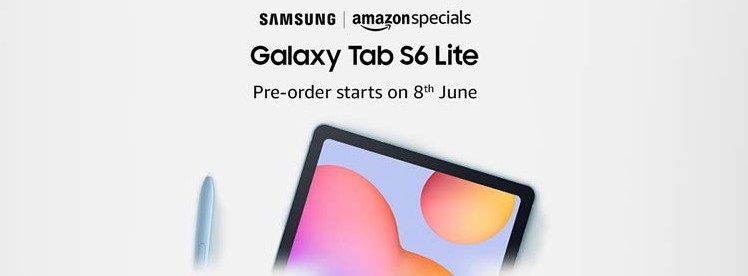 SAMSUNG | amazonspecials
Galaxy Tab S6 Lite
Pre-order starts on 8th June